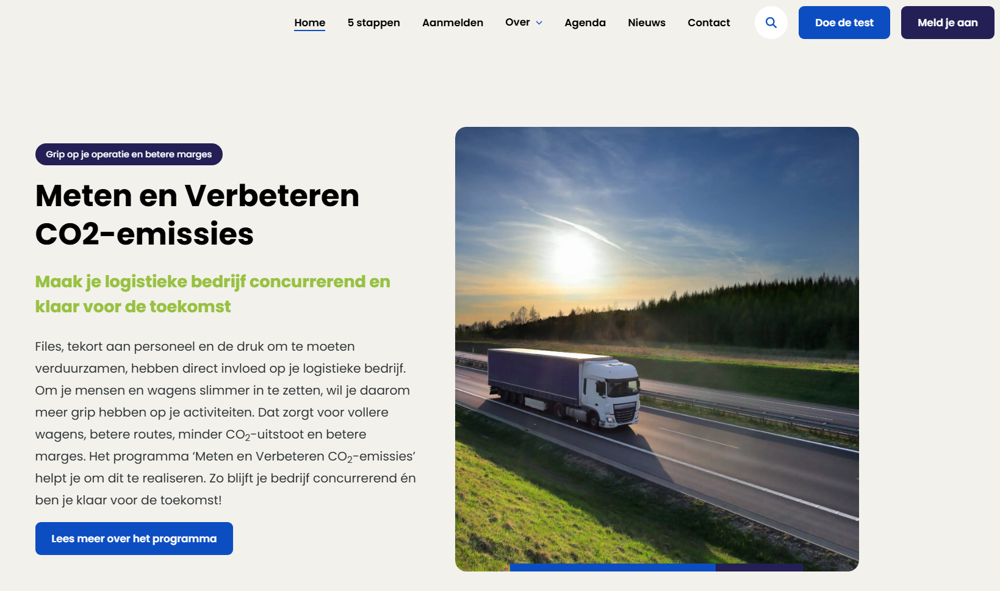 Home 5 stappen Aanmelden Over Agenda Nieuws Contact Doe de test Meld je aan
Grip op je operatie en betere marges
Meten en Verbeteren
CO2-emissies
Maak je logistieke bedrijf concurrerend en
klaar voor de toekomst
Files, tekort aan personeel en de druk om te moeten
verduurzamen, hebben direct invloed op je logistieke bedrijf.
Om je mensen en wagens slimmer in te zetten, wil je daarom
meer grip hebben op je activiteiten. Dat zorgt voor vollere
wagens, betere routes, minder CO₂-uitstoot en betere
marges. Het programma ‘Meten en Verbeteren CO₂-emissies’
helpt je om dit te realiseren. Zo blijft je bedrijf concurrerend én
ben je klaar voor de toekomst!
Lees meer over het programma